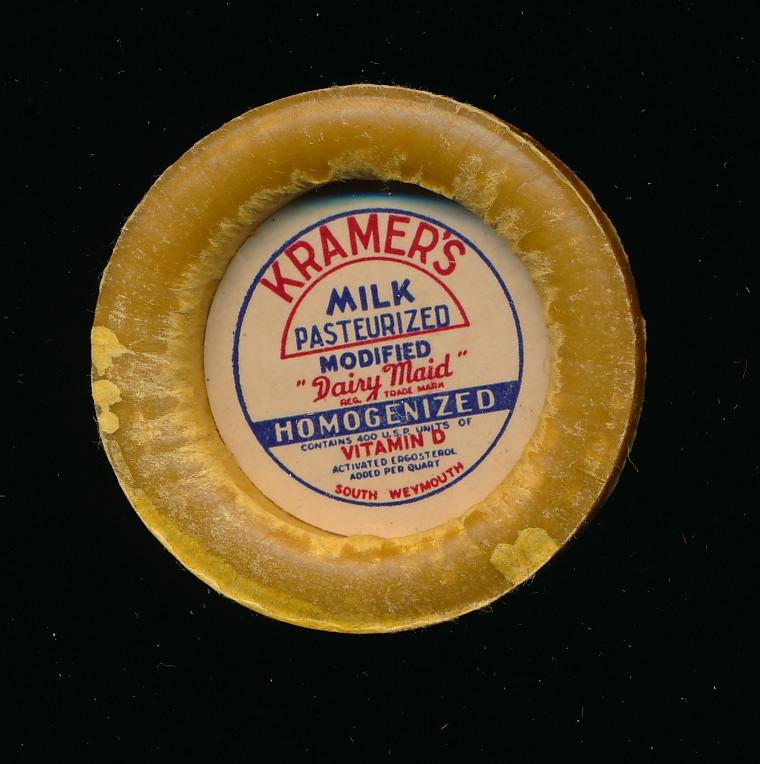 KRAMER'S
MILK
PASTEURIZED
MODIFIED
"Dairy Maid"
REG. TRADE MARK
HOMOGENIZED
CONTAINS 400 U.S.P. UNITS OF
VITAMIN D
ACTIVATED ERGOSTEROL
ADDED PER QUART
SOUTH WEYMOUTH